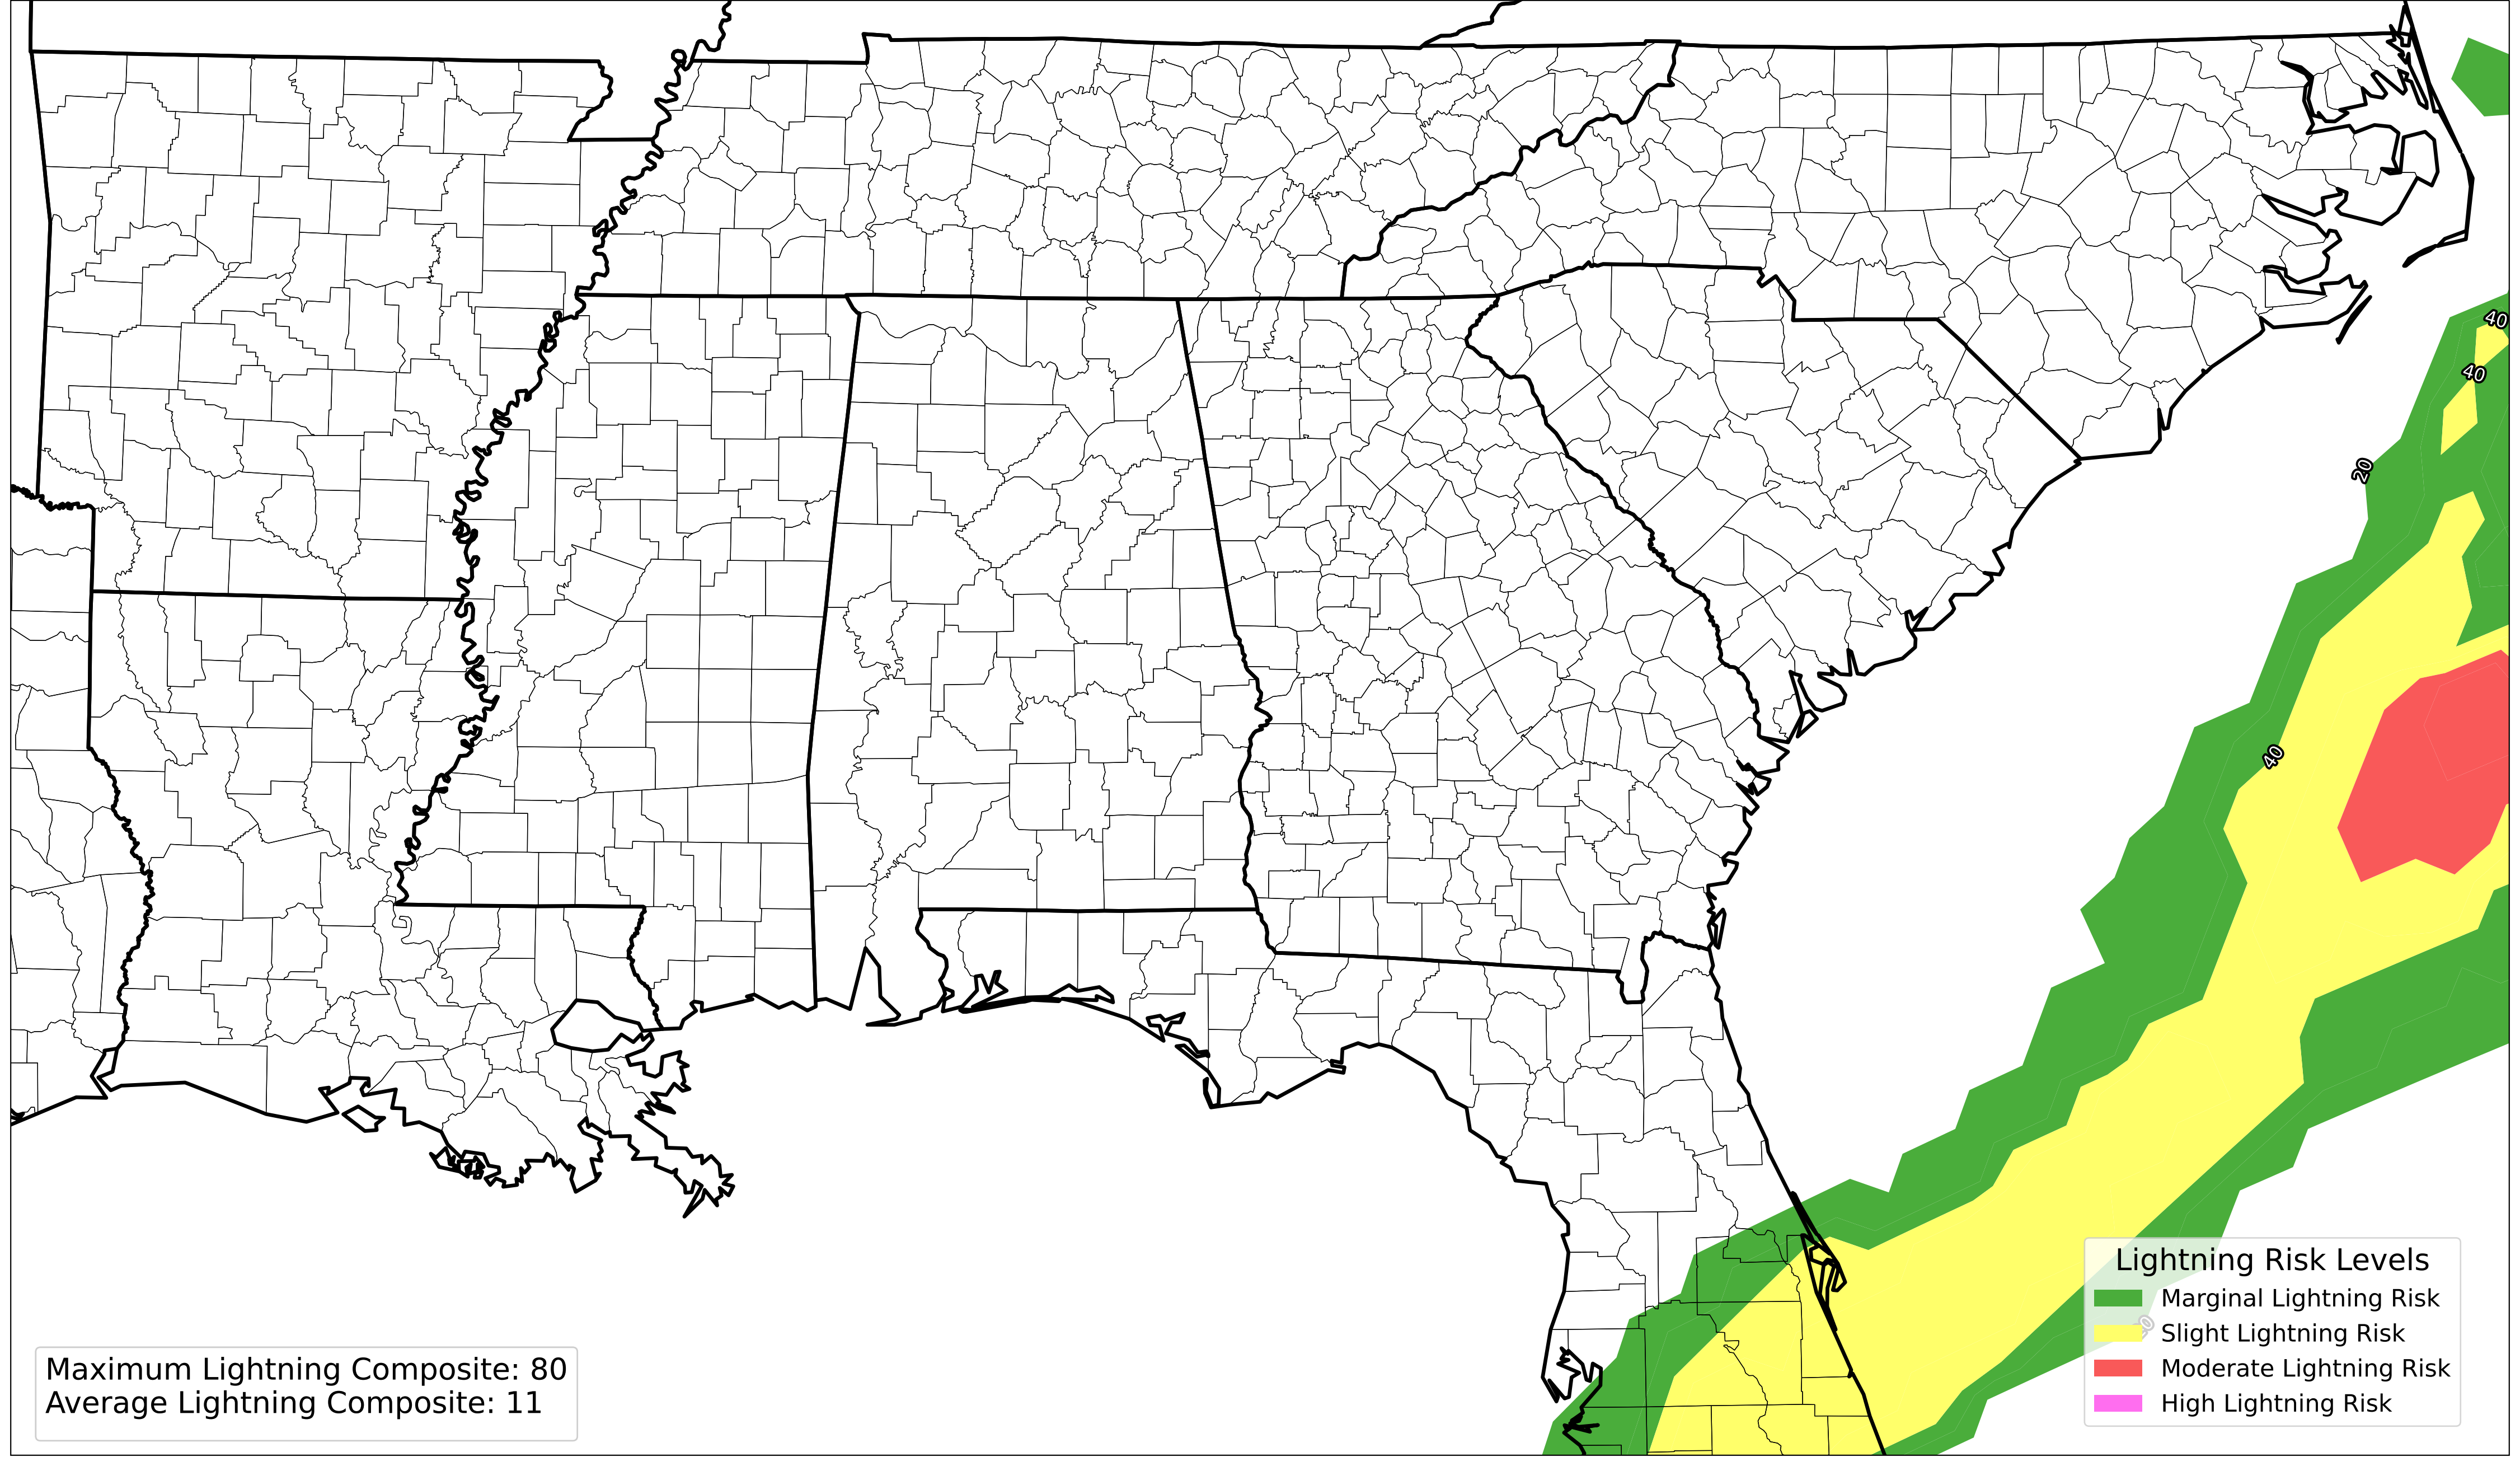 40
40
20
40
Lightning Risk Levels
Marginal Lightning Risk
Slight Lightning Risk
Moderate Lightning Risk
High Lightning Risk
Maximum Lightning Composite: 80
Average Lightning Composite: 11